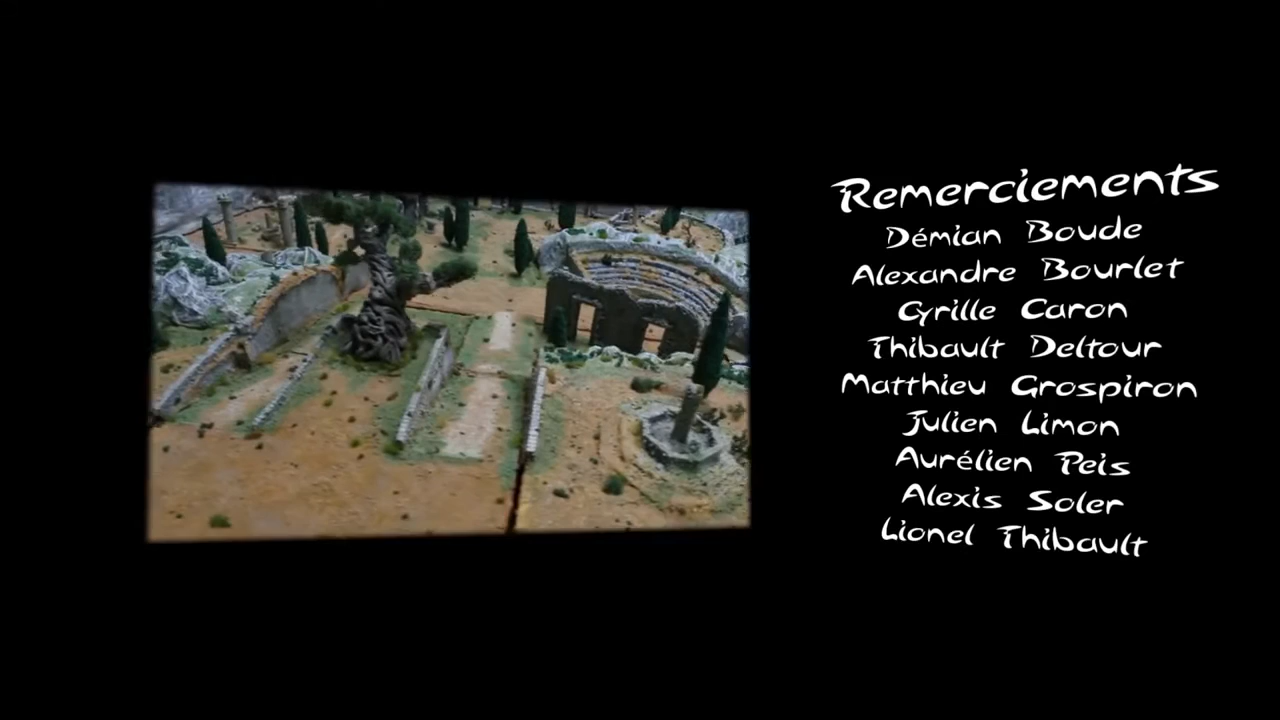 Remerciements
Démian Boude
Alexandre Bourlet
Cyrille Caron
Thibault Deltour
Matthieu Grospiron
Julien Limon
Aurélien Peis
Alexis Soler
Lionel Thibault